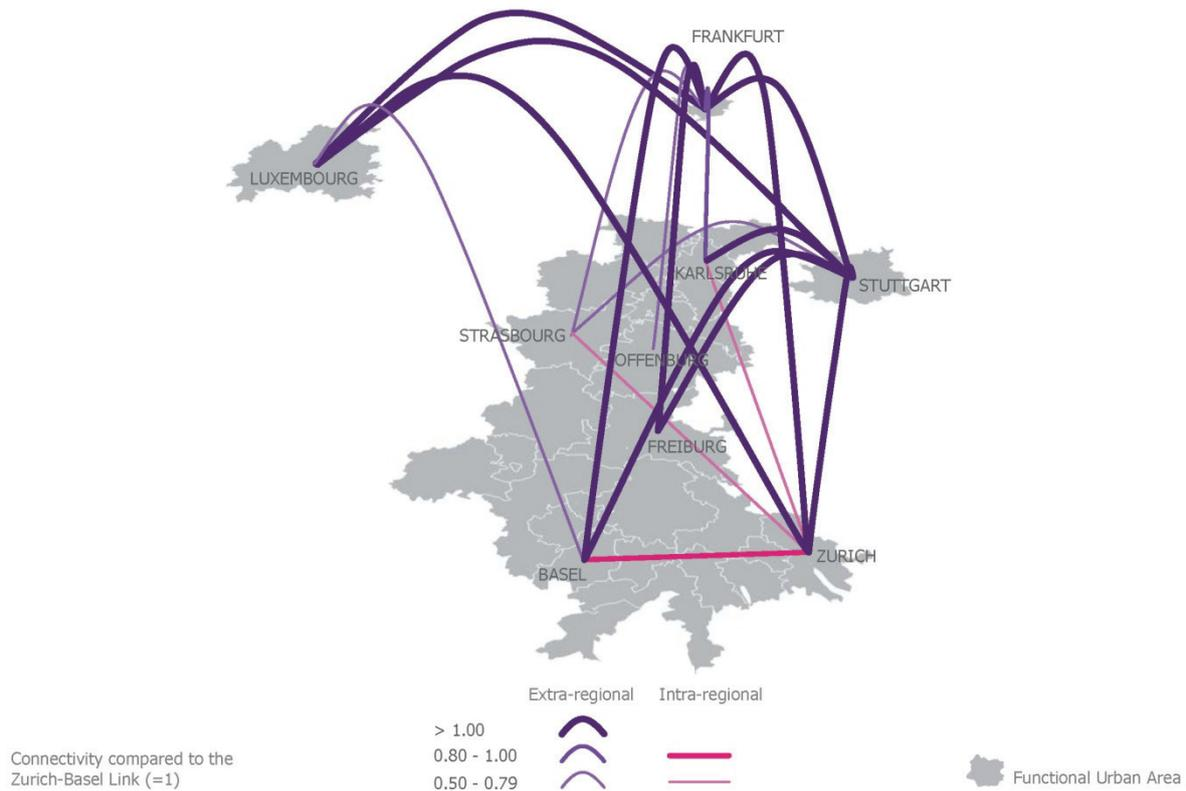 FRANKFURT
LUXEMBOURG
KARLSRUHE
STUTTGART
STRASBOURG
OFFENBURG
FREIBURG
ZURICH
BASEL
Extra-regional Intra-regional
> 1.00
0.80 - 1.00
0.50 - 0.79
Connectivity compared to the
Zurich-Basel Link (=1)
Functional Urban Area